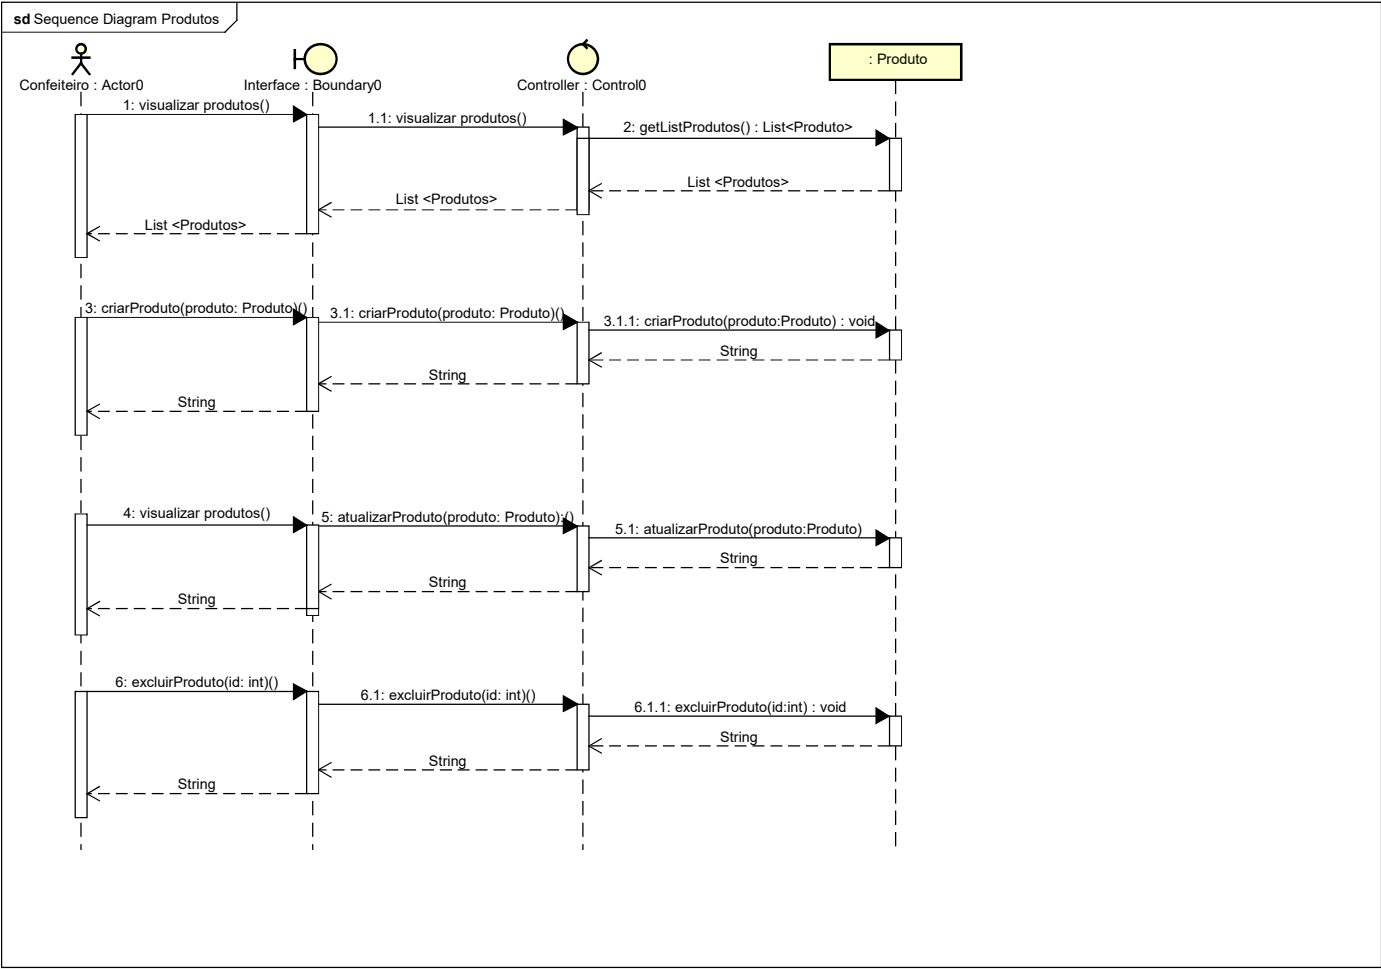 sd Sequence Diagram Produtos
Confeiteiro : Actor0
Interface : Boundary0
Controller : Control0
: Produto
1: visualizar produtos()
1.1: visualizar produtos()
2: getListProdutos() : List<Produto>
List <Produtos>
List <Produtos>
List <Produtos>
3: criarProduto(produto: Produto)()
3.1: criarProduto(produto: Produto)()
3.1.1: criarProduto(produto:Produto) : void
String
String
String
4: visualizar produtos()
5: atualizarProduto(produto: Produto):()
5.1: atualizarProduto(produto:Produto)
String
String
String
6: excluirProduto(id: int)()
6.1: excluirProduto(id: int)()
6.1.1: excluirProduto(id:int) : void
String
String
String